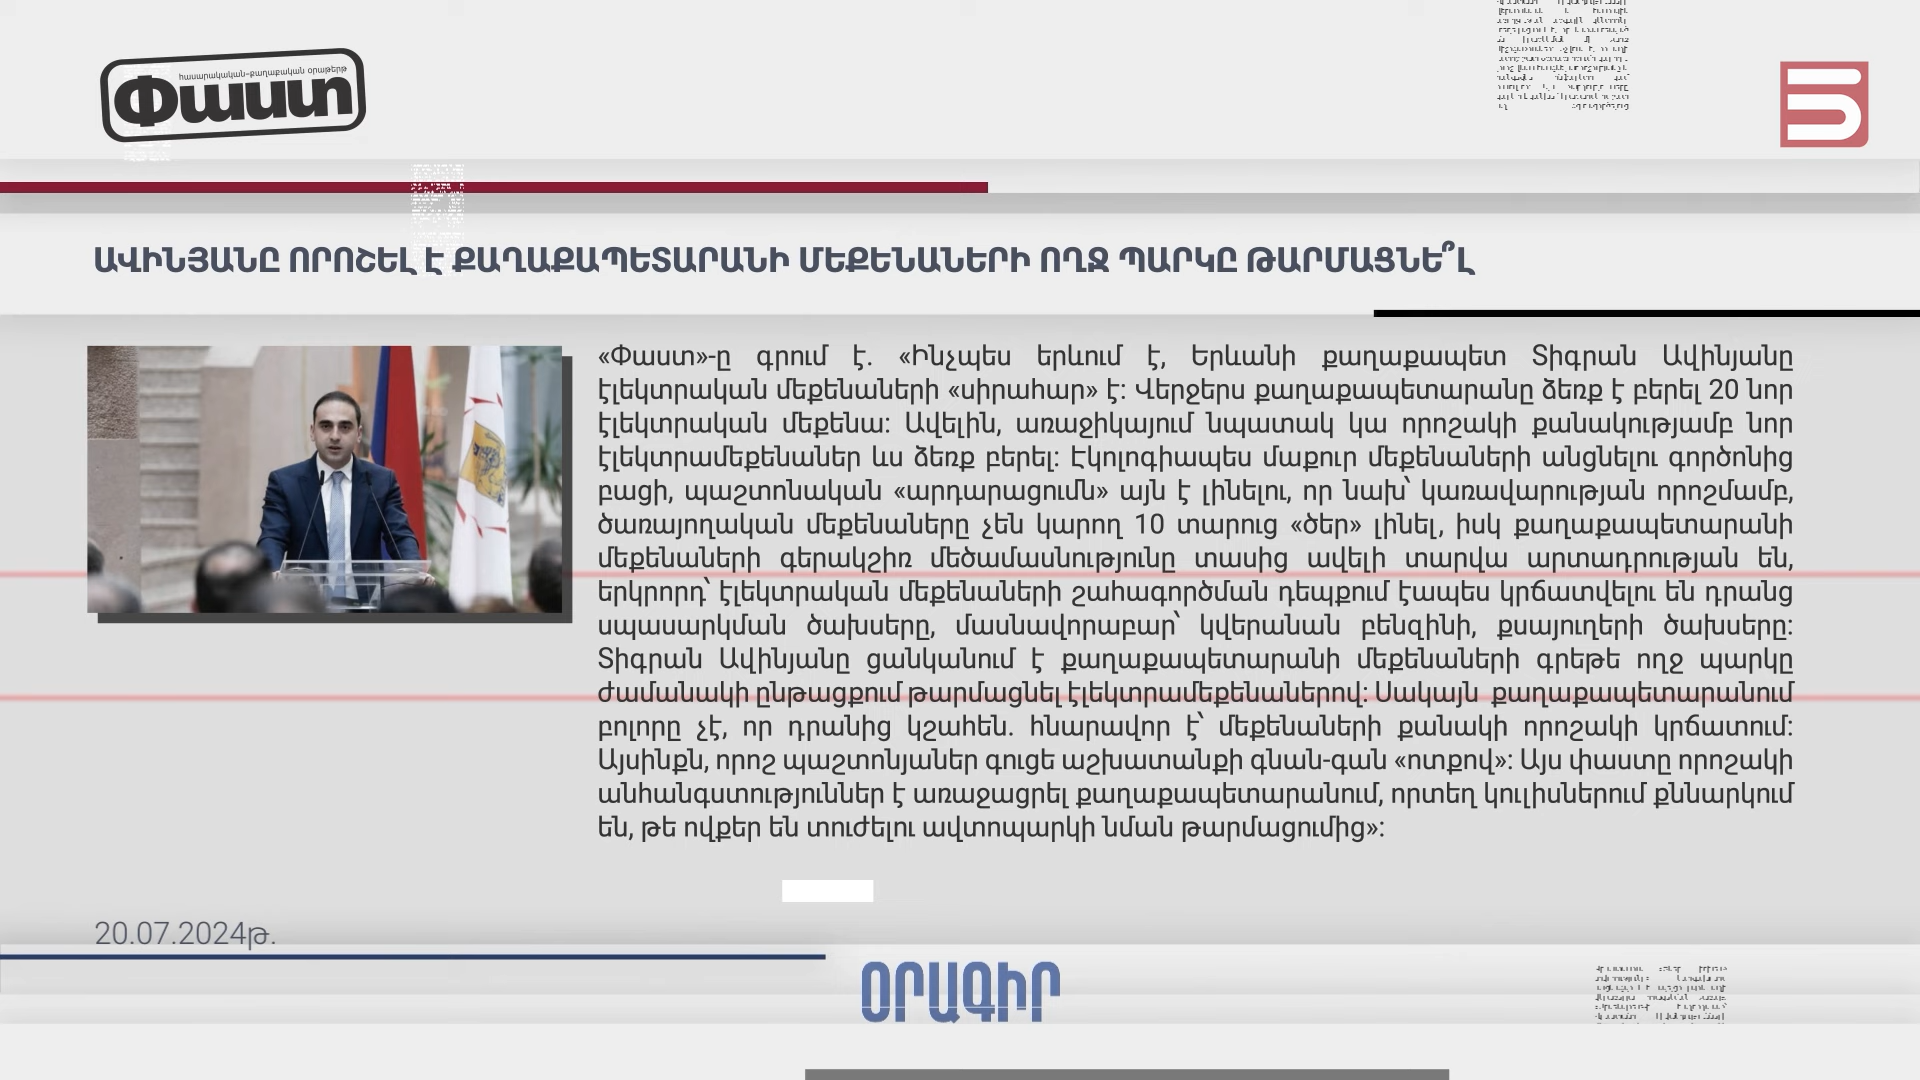 հասարակական-քաղաքական օրաթերթ
Փաստ
ԱՎԻՆՅԱՆԸ ՈՐՈՇԵԼ Է ՔԱՂԱՔԱՊԵՏԱՐԱՆԻ ՄԵՔԵՆԱՆԵՐԻ ՈՂՋ ՊԱՐԿԸ ԹԱՐՄԱՑՆԵ՞Լ
«Փաստ»-ը գրում է. «Ինչպես երևում է, Երևանի քաղաքապետ Տիգրան Ավինյանը
էլեկտրական մեքենաների «սիրահար» է: Վերջերս քաղաքապետարանը ձեռք է բերել 20 նոր
էլեկտրական մեքենա: Ավելին, առաջիկայում նպատակ կա որոշակի քանակությամբ նոր
էլեկտրամեքենաներ ևս ձեռք բերել: Էկոլոգիապես մաքուր մեքենաների անցնելու գործոնից
բացի, պաշտոնական «արդարացումն» այն է լինելու, որ նախ՝ կառավարության որոշմամբ,
ծառայողական մեքենաները չեն կարող 10 տարուց «ծեր» լինել, իսկ քաղաքապետարանի
մեքենաների գերակշիռ մեծամասնությունը տասից ավելի տարվա արտադրության են,
երկրորդ՝ էլեկտրական մեքենաների շահագործման դեպքում էապես կրճատվելու են դրանց
սպասարկման ծախսերը, մասնավորաբար՝ կվերանան բենզինի, քսայուղերի ծախսերը:
Տիգրան Ավինյանը ցանկանում է քաղաքապետարանի մեքենաների գրեթե ողջ պարկը
ժամանակի ընթացքում թարմացնել էլեկտրամեքենաներով: Սակայն քաղաքապետարանում
բոլորը չէ, որ դրանից կշահեն. հնարավոր է՝ մեքենաների քանակի որոշակի կրճատում:
Այսինքն, որոշ պաշտոնյաներ գուցե աշխատանքի գնան-գան «ոտքով»: Այս փաստը որոշակի
անհանգստություններ է առաջացրել քաղաքապետարանում, որտեղ կուլիսներում քննարկում
են, թե ովքեր են տուժելու ավտոպարկի նման թարմացումից»:
20.07.2024թ.
ՕՐԱԳԻՐ